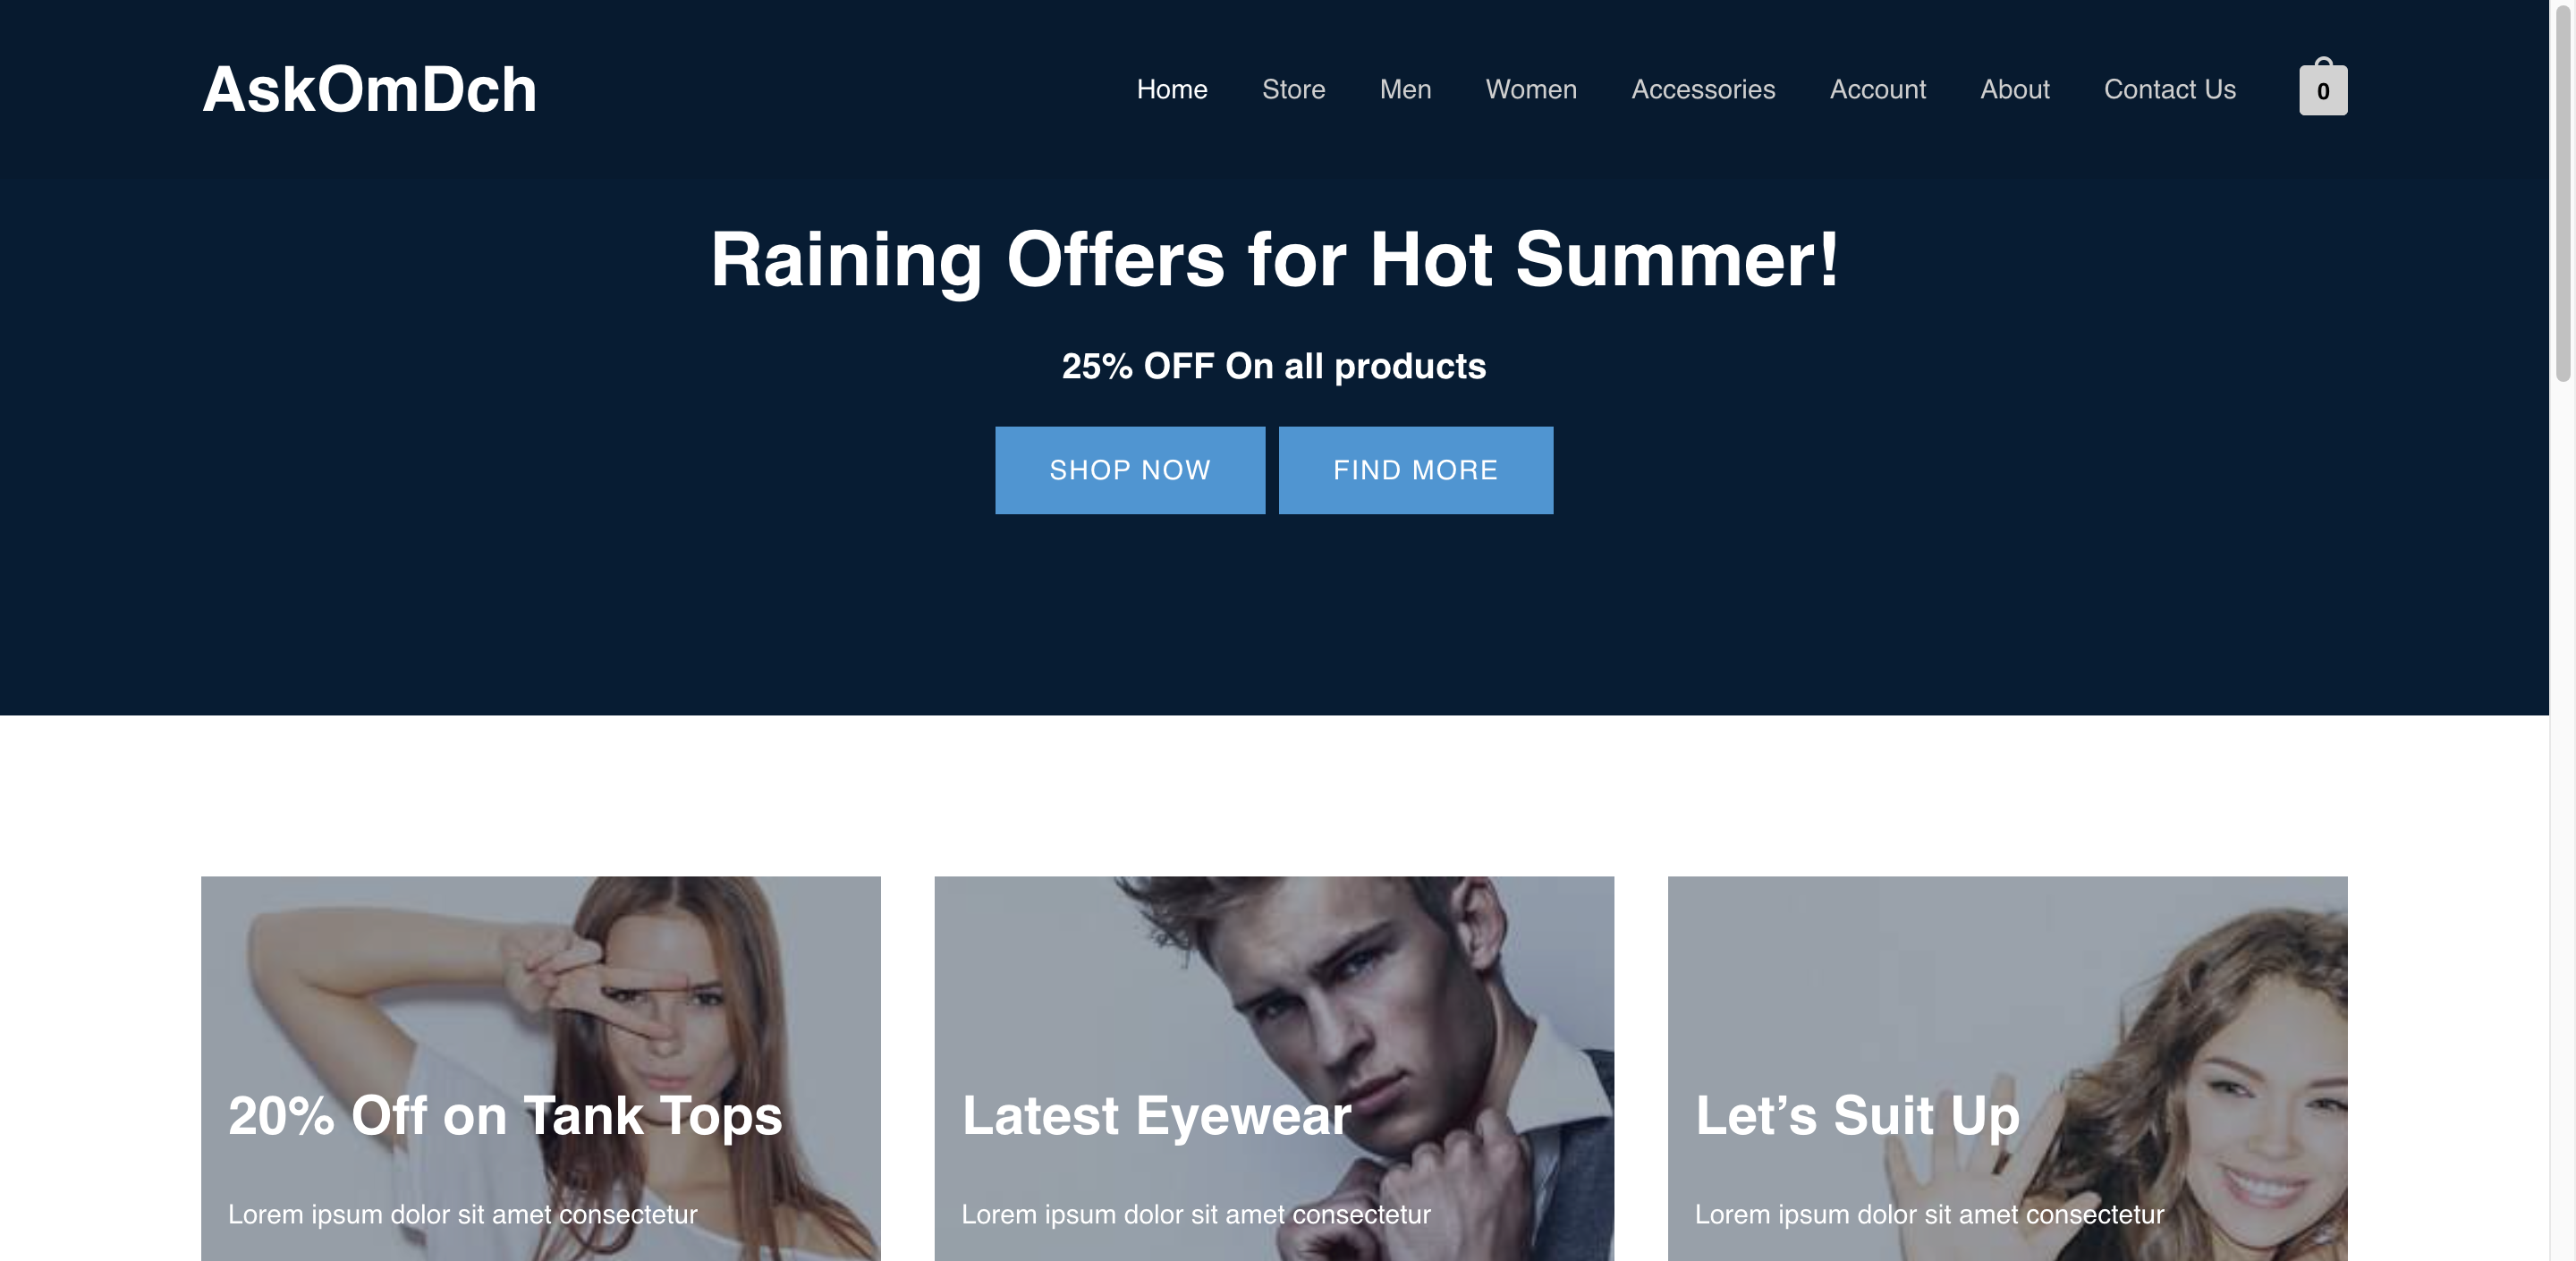 AskOmDch
Home Store Men Women Accessories Account About Contact Us 0
Raining Offers for Hot Summer!
25% OFF On all products
SHOP NOW FIND MORE
20% Off on Tank Tops
Lorem ipsum dolor sit amet consectetur
Latest Eyewear
Lorem ipsum dolor sit amet consectetur
Let’s Suit Up
Lorem ipsum dolor sit amet consectetur